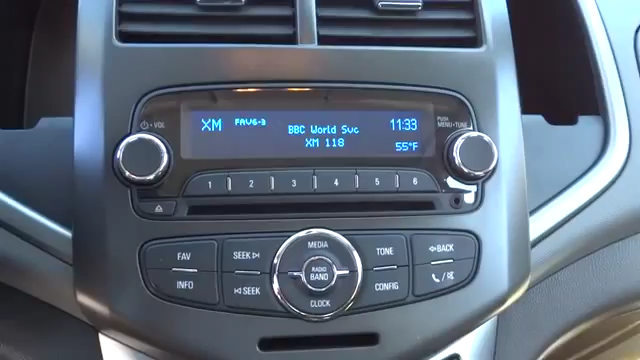 XM FAV6-3 BBC World Svc 11:33
XM 118 55°F
VOL
PUSH
MENU TUNE
1 2 3 4 5 6
FAV SEEK MEDIA TONE BACK
RADIO
BAND
INFO SEEK CLOCK CONFIG